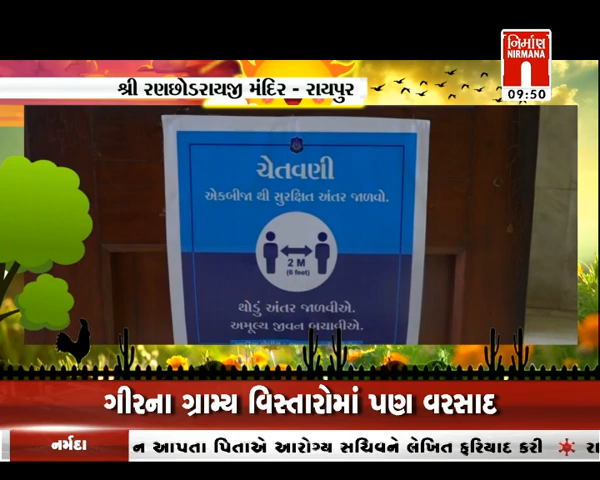 નિર્માણ
NIRMANA
09:50
શ્રી રણછોડરાયજી મંદિર - રાયપુર
ચેતવણી
એકબીજા થી સુરક્ષિત અંતર જાળવો.
2 M
(6 feet)
થોડું અંતર જાળવીએ.
અમૂલ્ય જીવન બચાવીએ.
ગીરના ગ્રામ્ય વિસ્તારોમાં પણ વરસાદ
નર્મદા
ન આપતા પિતાએ આરોગ્ય સચિવને લેખિત ફરિયાદ કરી
રા